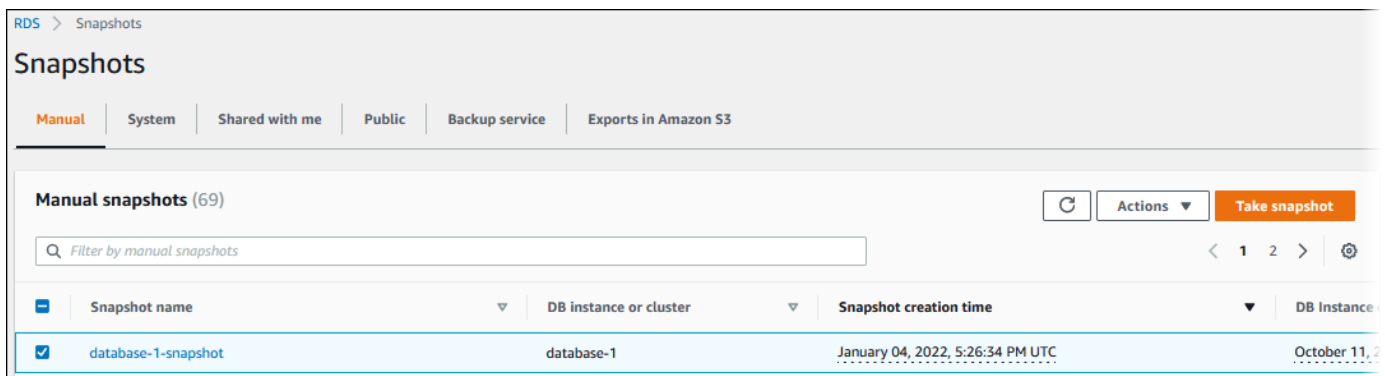 RDS > Snapshots
Snapshots
Manual System Shared with me Public Backup service Exports in Amazon S3
Manual snapshots (69) Actions Take snapshot
Filter by manual snapshots 1 2
Snapshot name DB instance or cluster Snapshot creation time DB Instance
database-1-snapshot database-1 January 04, 2022, 5:26:34 PM UTC October 11,